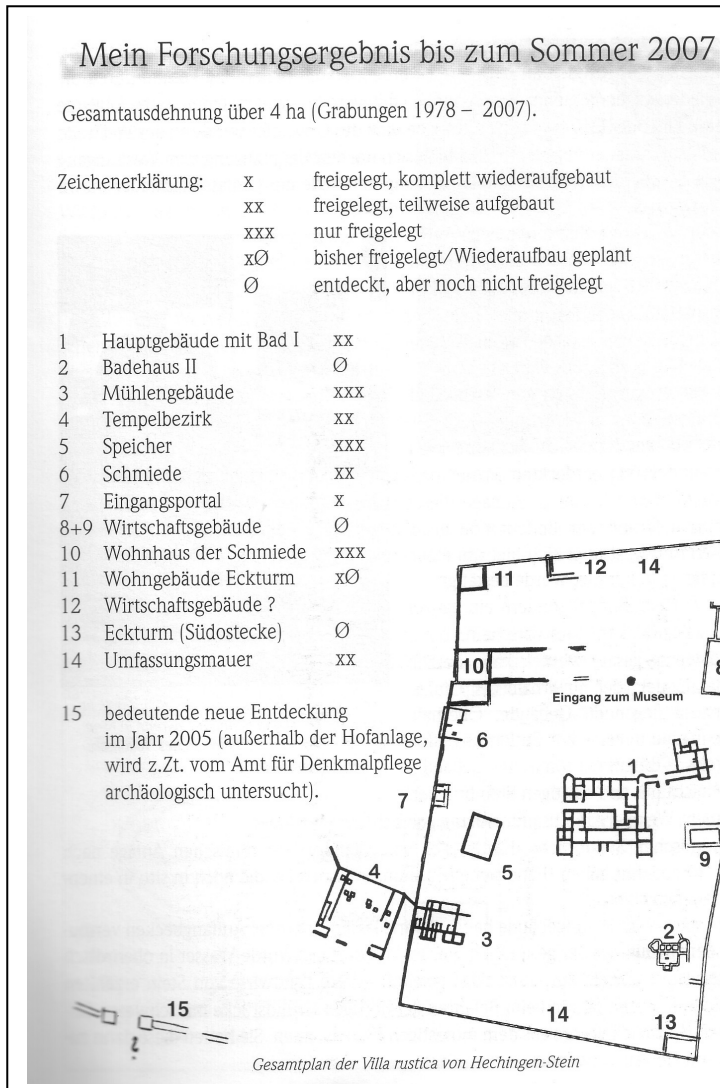 Mein Forschungsergebnis bis zum Sommer 2007
Gesamtausdehnung über 4 ha (Grabungen 1978 – 2007).
Zeichenerklärung: x freigelegt, komplett wiederaufgebaut
xx freigelegt, teilweise aufgebaut
xxx nur freigelegt
xØ bisher freigelegt/Wiederaufbau geplant
Ø entdeckt, aber noch nicht freigelegt
1 Hauptgebäude mit Bad I xx
2 Badehaus II Ø
3 Mühlengebäude xxx
4 Tempelbezirk xx
5 Speicher xxx
6 Schmiede xx
7 Eingangsportal x
8+9 Wirtschaftsgebäude Ø
10 Wohnhaus der Schmiede xxx
11 Wohngebäude Eckturm xØ
12 Wirtschaftsgebäude ?
13 Eckturm (Südostecke) Ø
14 Umfassungsmauer xx
15 bedeutende neue Entdeckung
im Jahr 2005 (außerhalb der Hofanlage,
wird z.Zt. vom Amt für Denkmalpflege
archäologisch untersucht).
11 12 14
10 8
Eingang zum Museum
6
1
7
5 9
4
3 2
15 14
13
?
Gesamtplan der Villa rustica von Hechingen-Stein